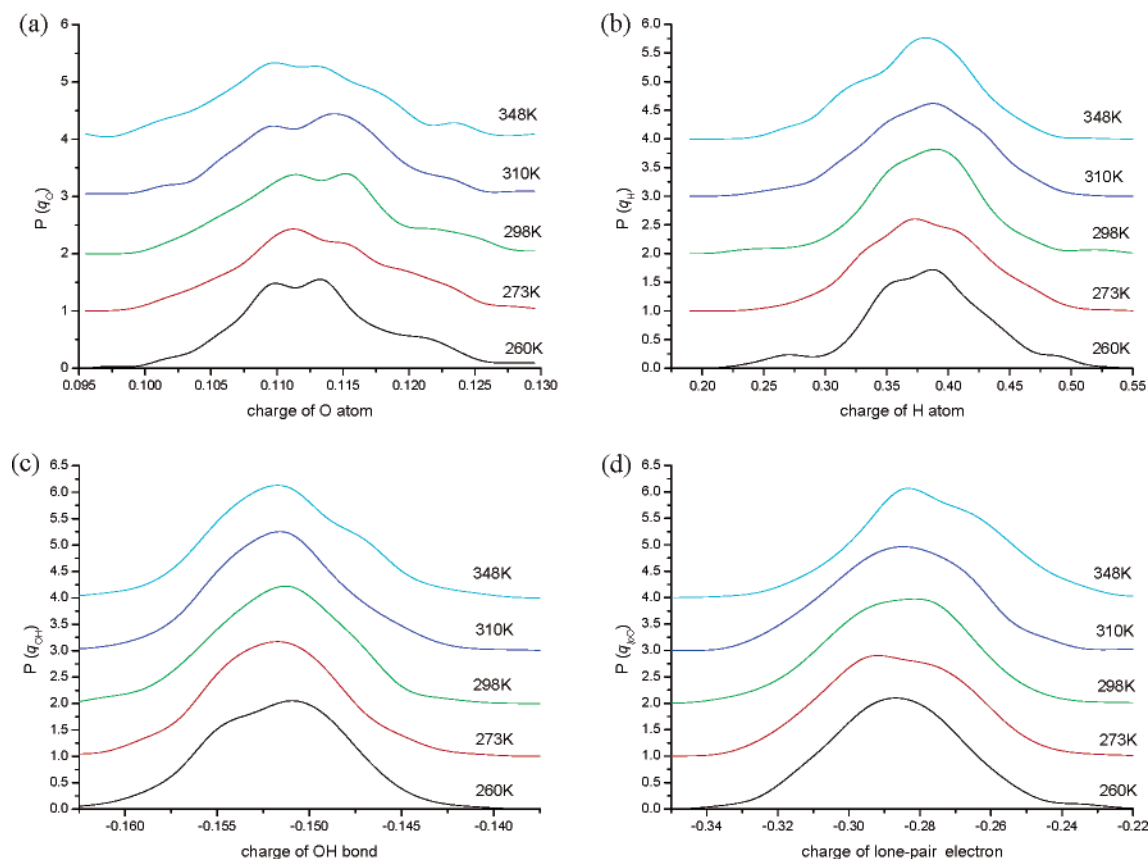 (a)
6
5
4
3
2
1
0
P (q_O)
348K
310K
298K
273K
260K
0.095 0.100 0.105 0.110 0.115 0.120 0.125 0.130
charge of O atom
(b)
6.0
5.5
5.0
4.5
4.0
3.5
3.0
2.5
2.0
1.5
1.0
0.5
0.0
P (q_H)
348K
310K
298K
273K
260K
0.20 0.25 0.30 0.35 0.40 0.45 0.50 0.55
charge of H atom
(c)
6.5
6.0
5.5
5.0
4.5
4.0
3.5
3.0
2.5
2.0
1.5
1.0
0.5
0.0
P (q_OH)
348K
310K
298K
273K
260K
-0.160 -0.155 -0.150 -0.145 -0.140
charge of OH bond
(d)
6.5
6.0
5.5
5.0
4.5
4.0
3.5
3.0
2.5
2.0
1.5
1.0
0.5
0.0
348K
310K
298K
273K
260K
-0.34 -0.32 -0.30 -0.28 -0.26 -0.24 -0.22
charge of lone-pair electron